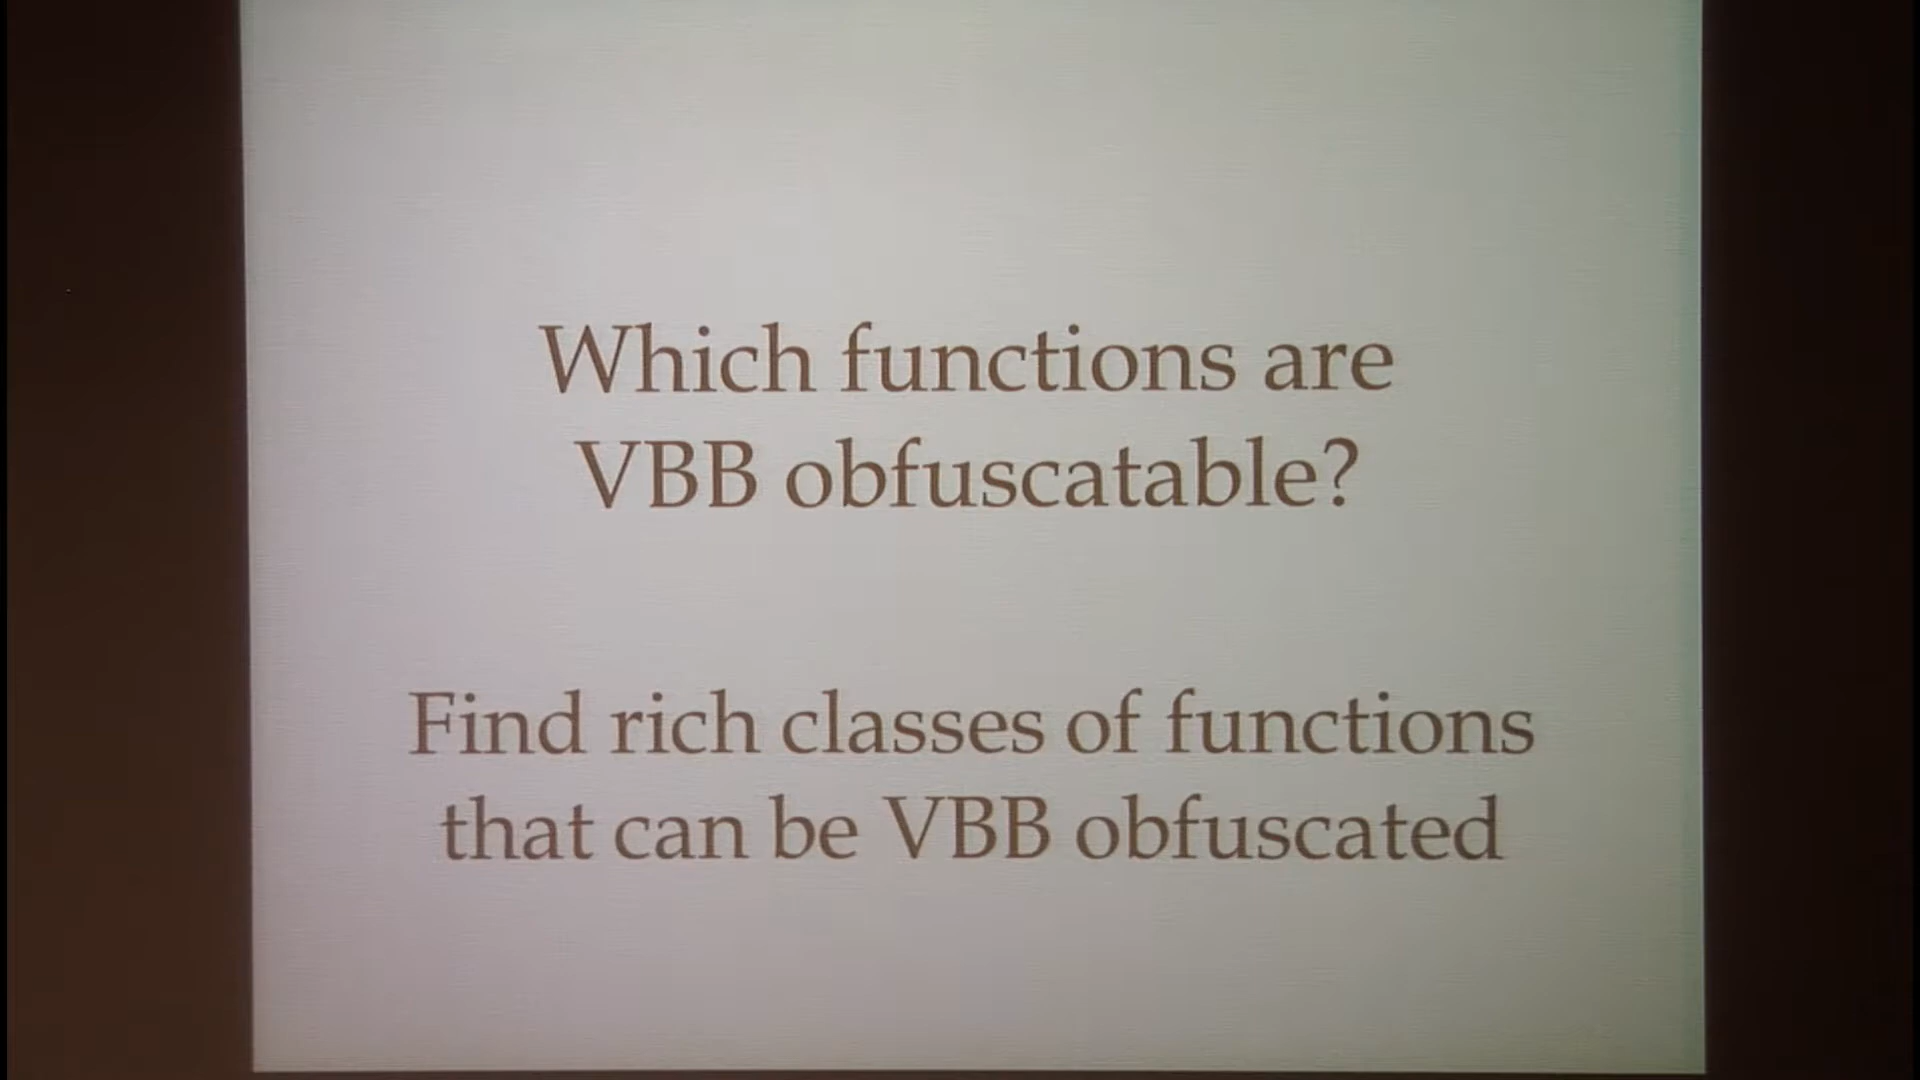 Which functions are
VBB obfuscatable?
Find rich classes of functions
that can be VBB obfuscated